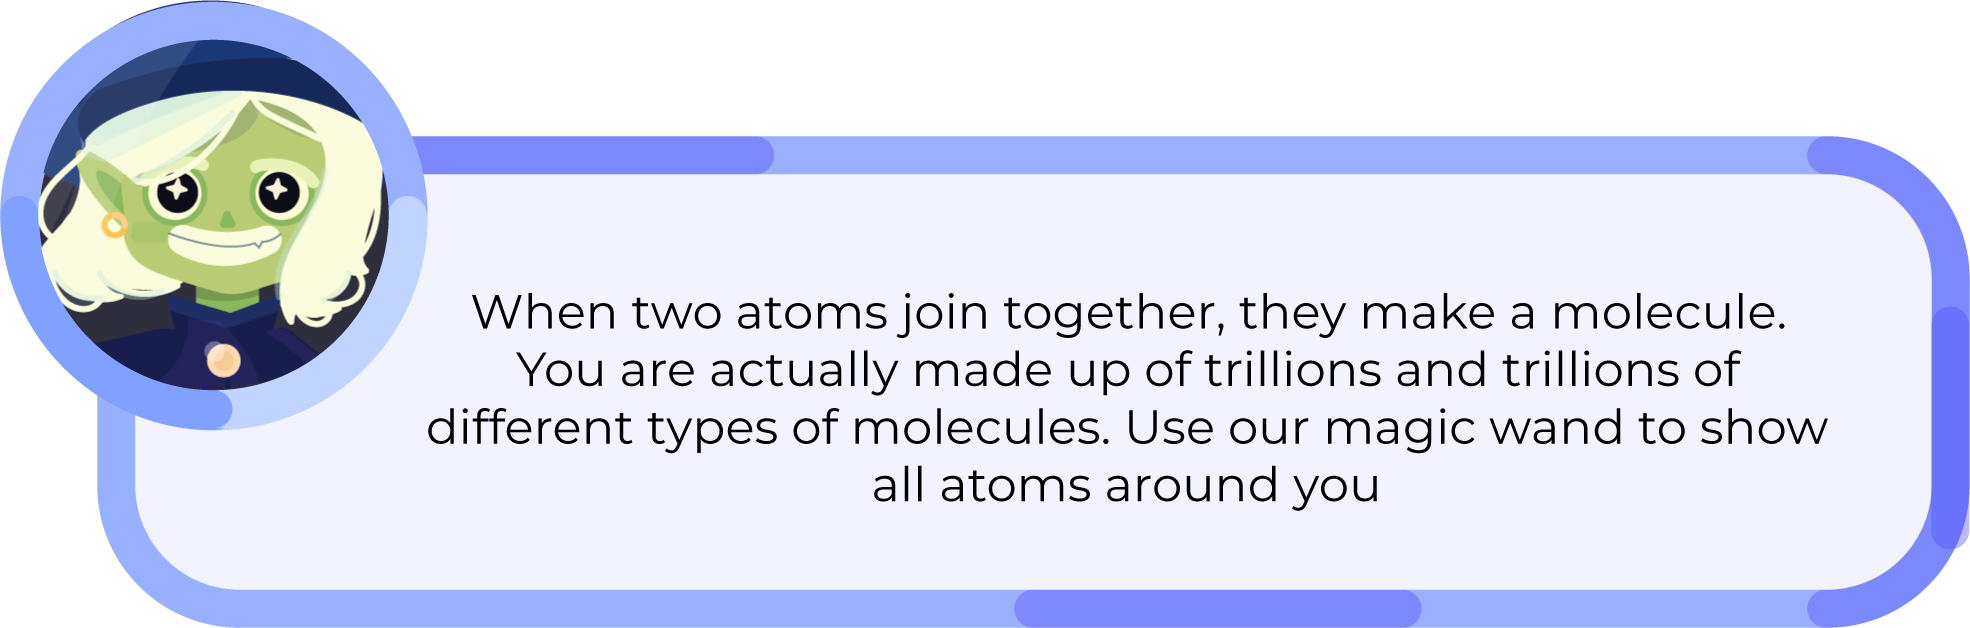 When two atoms join together, they make a molecule.
You are actually made up of trillions and trillions of
different types of molecules. Use our magic wand to show
all atoms around you